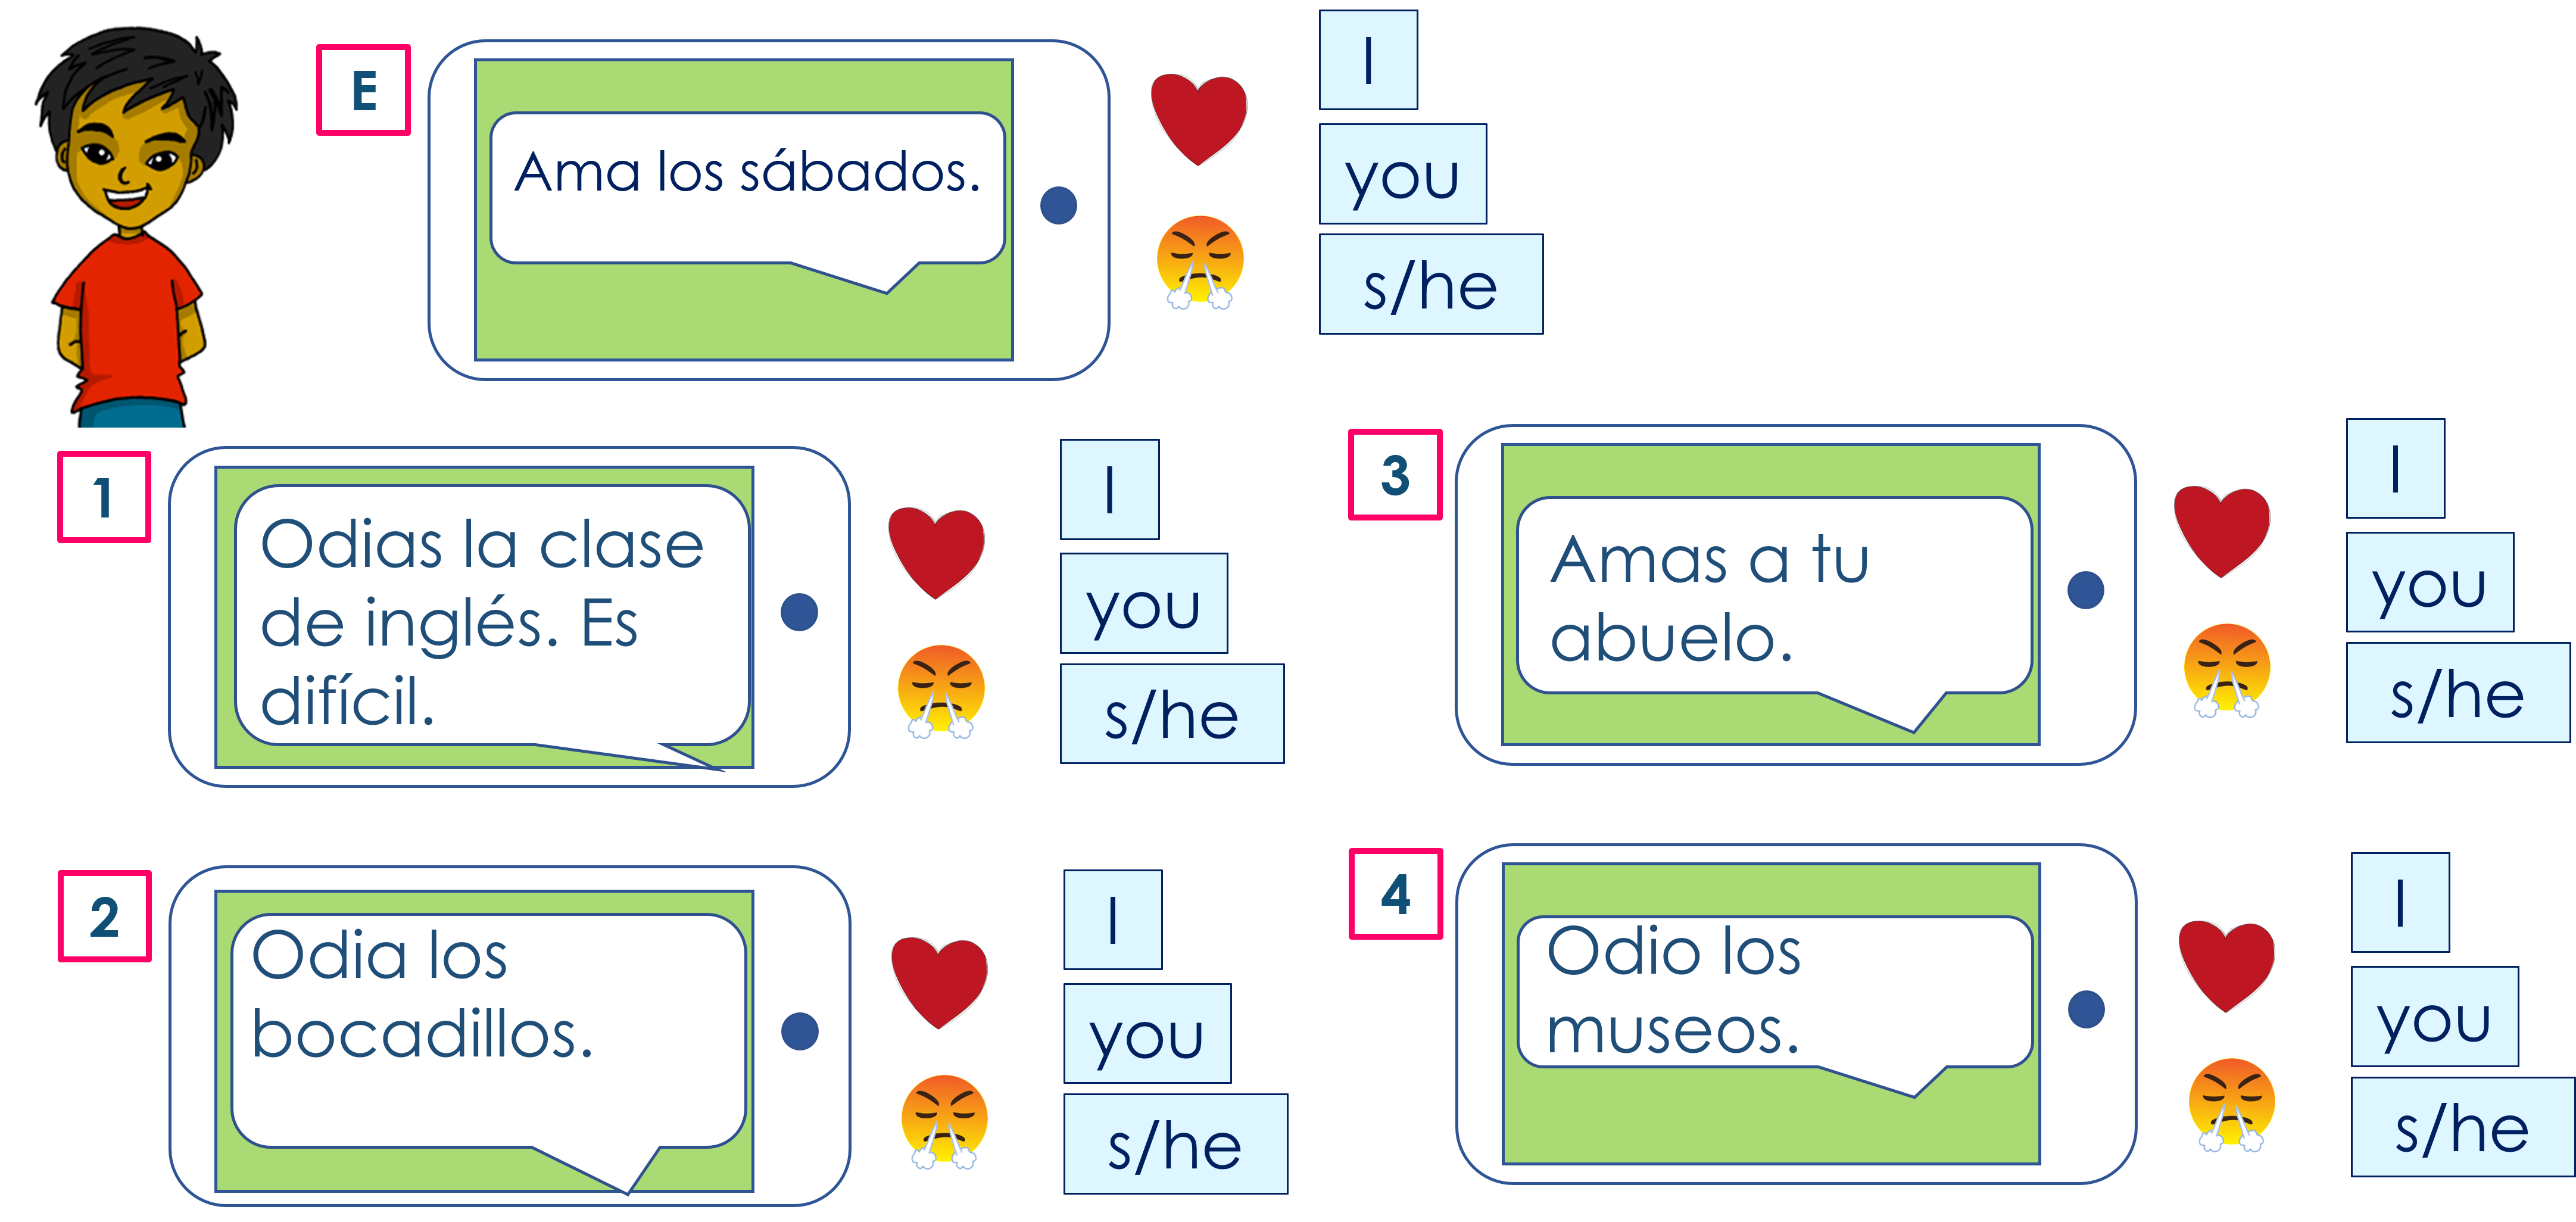 E
Ama los sábados.
I
you
s/he
1
Odias la clase
de inglés. Es
difícil.
I
you
s/he
3
Amas a tu
abuelo.
I
you
s/he
2
Odia los
bocadillos.
I
you
s/he
4
Odio los
museos.
I
you
s/he